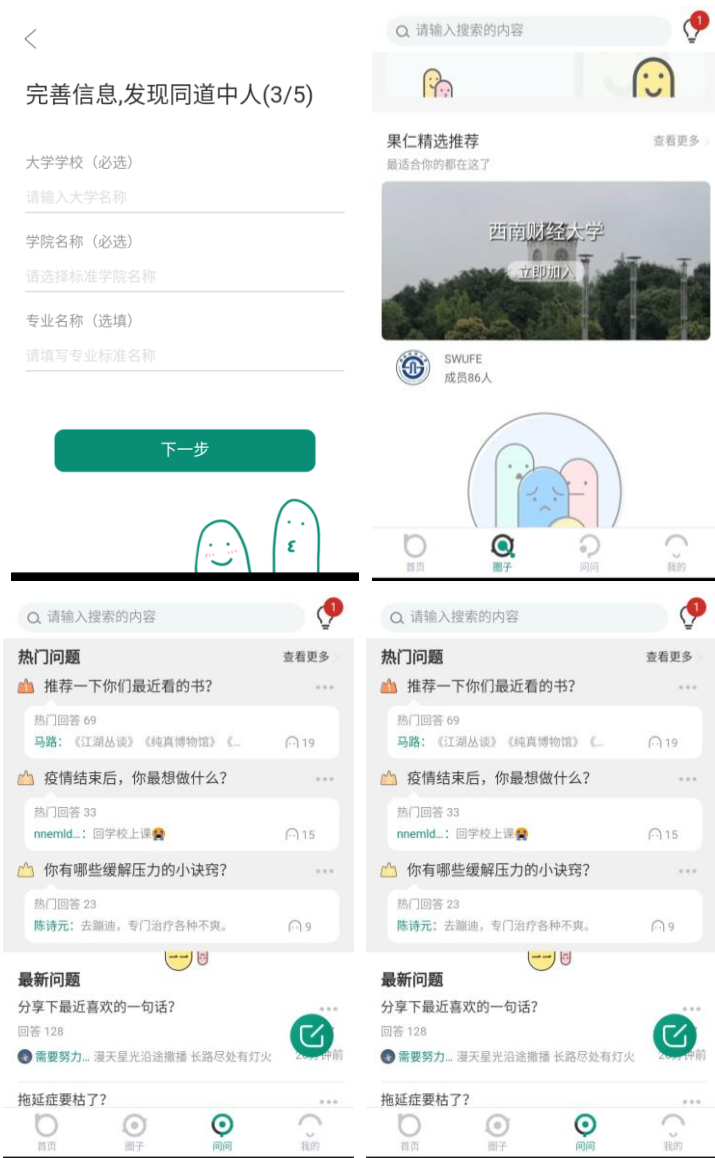 完善信息,发现同道中人(3/5)
大学学校（必选）
请输入大学名称
学院名称（必选）
请选择标准学院名称
专业名称（选填）
请填写专业标准名称
下一步
请输入搜索的内容
1
果仁精选推荐
查看更多
最适合你的都在这了
西南财经大学
立即加入
SWUFE
成员86人
首页
圈子
问问
我的
请输入搜索的内容
1
热门问题
查看更多
推荐一下你们最近看的书？
热门回答 69
马路：《江湖丛谈》《纯真博物馆》《...
19
疫情结束后，你最想做什么？
热门回答 33
nnemld...：回学校上课😭
15
你有哪些缓解压力的小诀窍？
热门回答 23
陈诗元：去蹦迪，专门治疗各种不爽。
9
最新问题
分享下最近喜欢的一句话？
回答 128
需要努力... 漫天星光沿途撒播 长路尽处有灯火
前
拖延症要枯了？
首页
圈子
问问
我的
请输入搜索的内容
1
热门问题
查看更多
推荐一下你们最近看的书？
热门回答 69
马路：《江湖丛谈》《纯真博物馆》《...
19
疫情结束后，你最想做什么？
热门回答 33
nnemld...：回学校上课😭
15
你有哪些缓解压力的小诀窍？
热门回答 23
陈诗元：去蹦迪，专门治疗各种不爽。
9
最新问题
分享下最近喜欢的一句话？
回答 128
需要努力... 漫天星光沿途撒播 长路尽处有灯火
前
拖延症要枯了？
首页
圈子
问问
我的